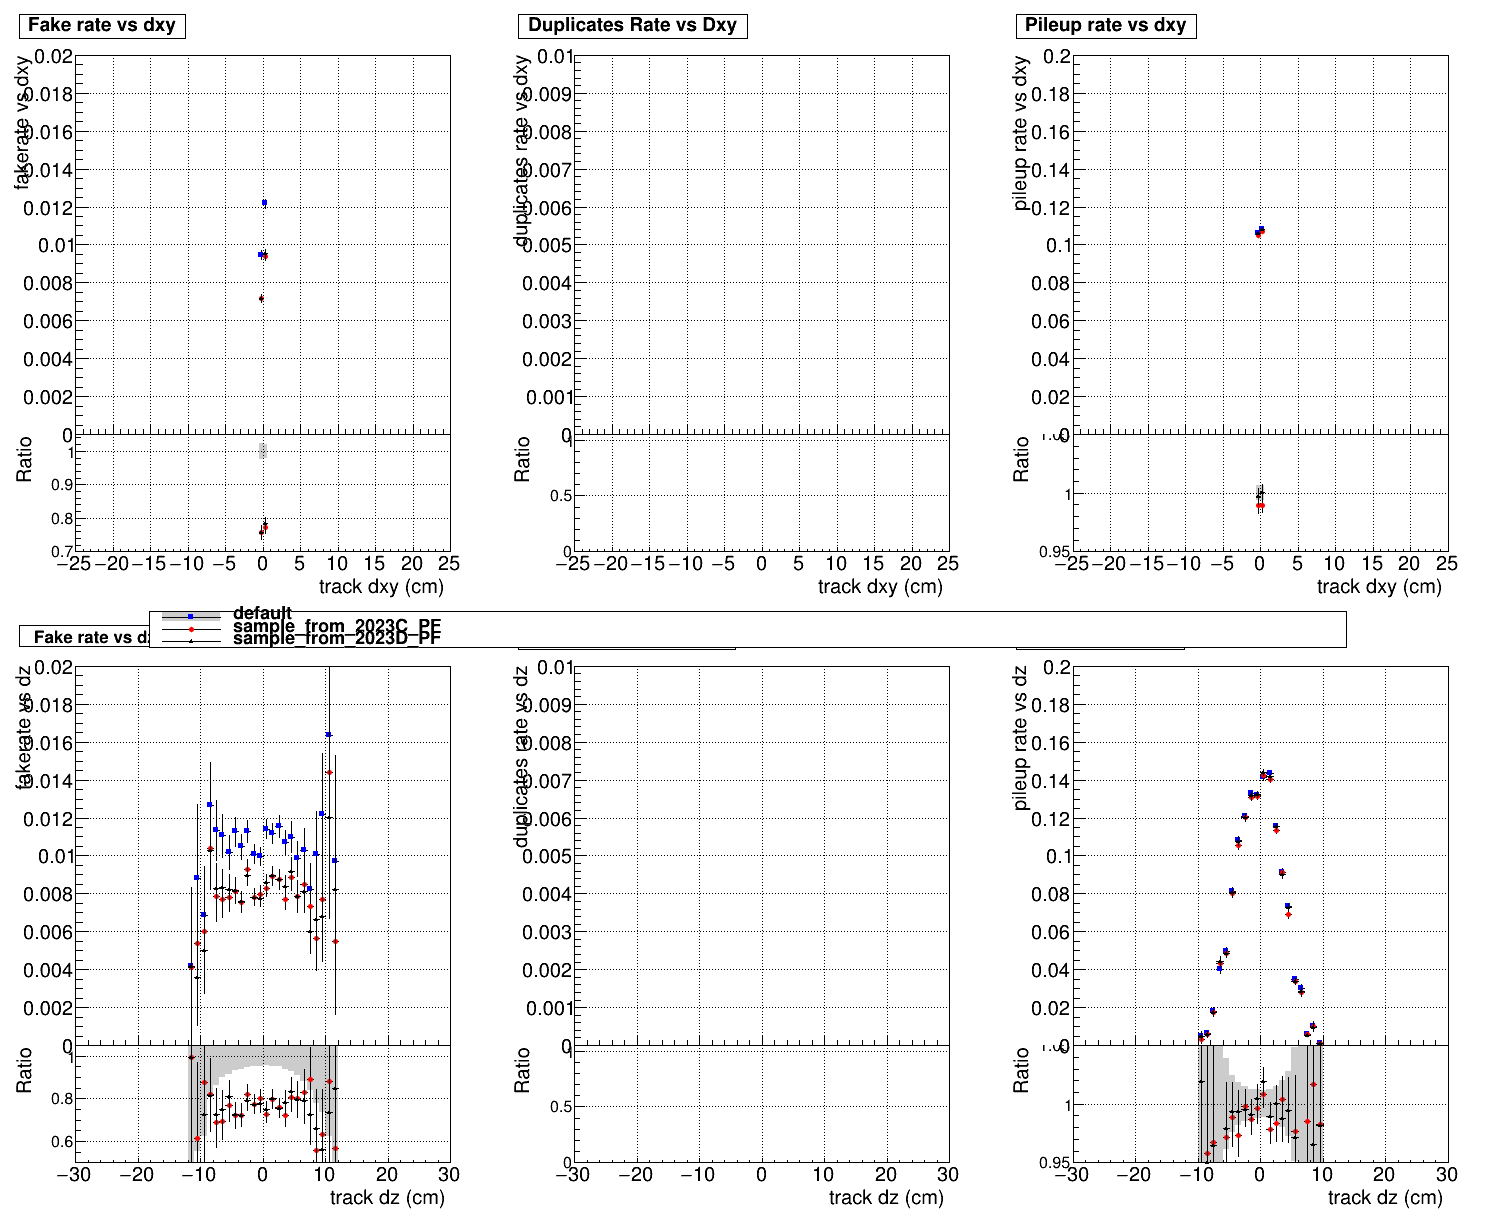 Fake rate vs dxy
Duplicates Rate vs Dxy
Pileup rate vs dxy
fakerate vs dxy
0.02
0.018
0.016
0.014
0.012
0.01
0.008
0.006
0.004
0.002
0
Ratio
1
0.9
0.8
0.7
−25 −20 −15 −10 −5 0 5 10 15 20 25
track dxy (cm)
duplicates rate vs dxy
0.01
0.009
0.008
0.007
0.006
0.005
0.004
0.003
0.002
0.001
0
Ratio
1
0.5
0
−25 −20 −15 −10 −5 0 5 10 15 20 25
track dxy (cm)
pileup rate vs dxy
0.2
0.18
0.16
0.14
0.12
0.1
0.08
0.06
0.04
0.02
0
Ratio
1
0.95
−25 −20 −15 −10 −5 0 5 10 15 20 25
track dxy (cm)
default
sample_from_2023C_PF
sample_from_2023D_PF
Fake rate vs dz
fakerate vs dz
0.02
0.018
0.016
0.014
0.012
0.01
0.008
0.006
0.004
0.002
0
Ratio
1
0.8
0.6
−30 −20 −10 0 10 20 30
track dz (cm)
duplicates rate vs dz
0.01
0.009
0.008
0.007
0.006
0.005
0.004
0.003
0.002
0.001
0
Ratio
1
0.5
0
−30 −20 −10 0 10 20 30
track dz (cm)
pileup rate vs dz
0.2
0.18
0.16
0.14
0.12
0.1
0.08
0.06
0.04
0.02
0
Ratio
1
0.95
−30 −20 −10 0 10 20 30
track dz (cm)